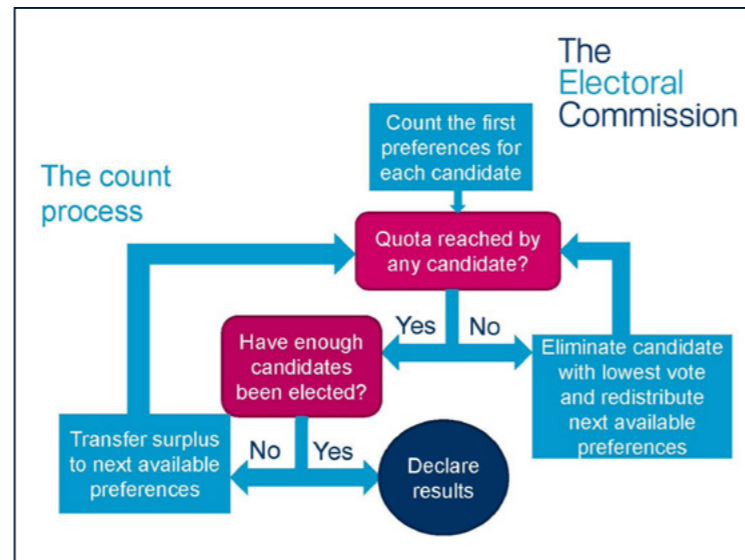 The
Electoral
Commission
The count
process
Count the first
preferences for
each candidate
Quota reached by
any candidate?
Yes
No
Have enough
candidates
been elected?
Eliminate candidate
with lowest vote
and redistribute
next available
preferences
Transfer surplus
to next available
preferences
No
Yes
Declare
results